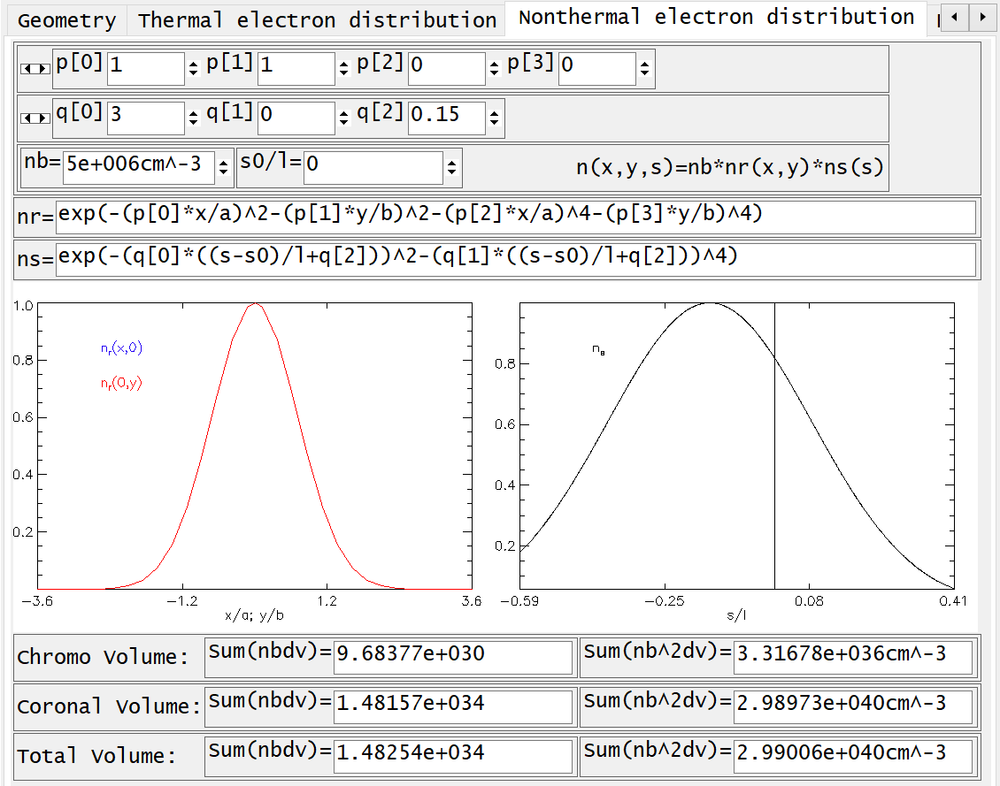 Geometry Thermal electron distribution Nonthermal electron distribution
p[0] 1 p[1] 1 p[2] 0 p[3] 0
q[0] 3 q[1] 0 q[2] 0.15
nb= 5e+006cm^-3 s0/l= 0 n(x,y,s)=nb*nr(x,y)*ns(s)
nr= exp(-(p[0]*x/a)^2-(p[1]*y/b)^2-(p[2]*x/a)^4-(p[3]*y/b)^4)
ns= exp(-(q[0]*((s-s0)/l+q[2]))^2-(q[1]*((s-s0)/l+q[2]))^4)
1.0
0.8
0.6
0.4
0.2
nr(x,0)
nr(0,y)
-3.6 -1.2 1.2 3.6
x/a; y/b
0.8
0.6
0.4
0.2
ns
-0.59 -0.25 0.08 0.41
s/l
Chromo Volume: Sum(nbdv)= 9.68377e+030 Sum(nb^2dv)= 3.31678e+036cm^-3
Coronal Volume: Sum(nbdv)= 1.48157e+034 Sum(nb^2dv)= 2.98973e+040cm^-3
Total Volume: Sum(nbdv)= 1.48254e+034 Sum(nb^2dv)= 2.99006e+040cm^-3